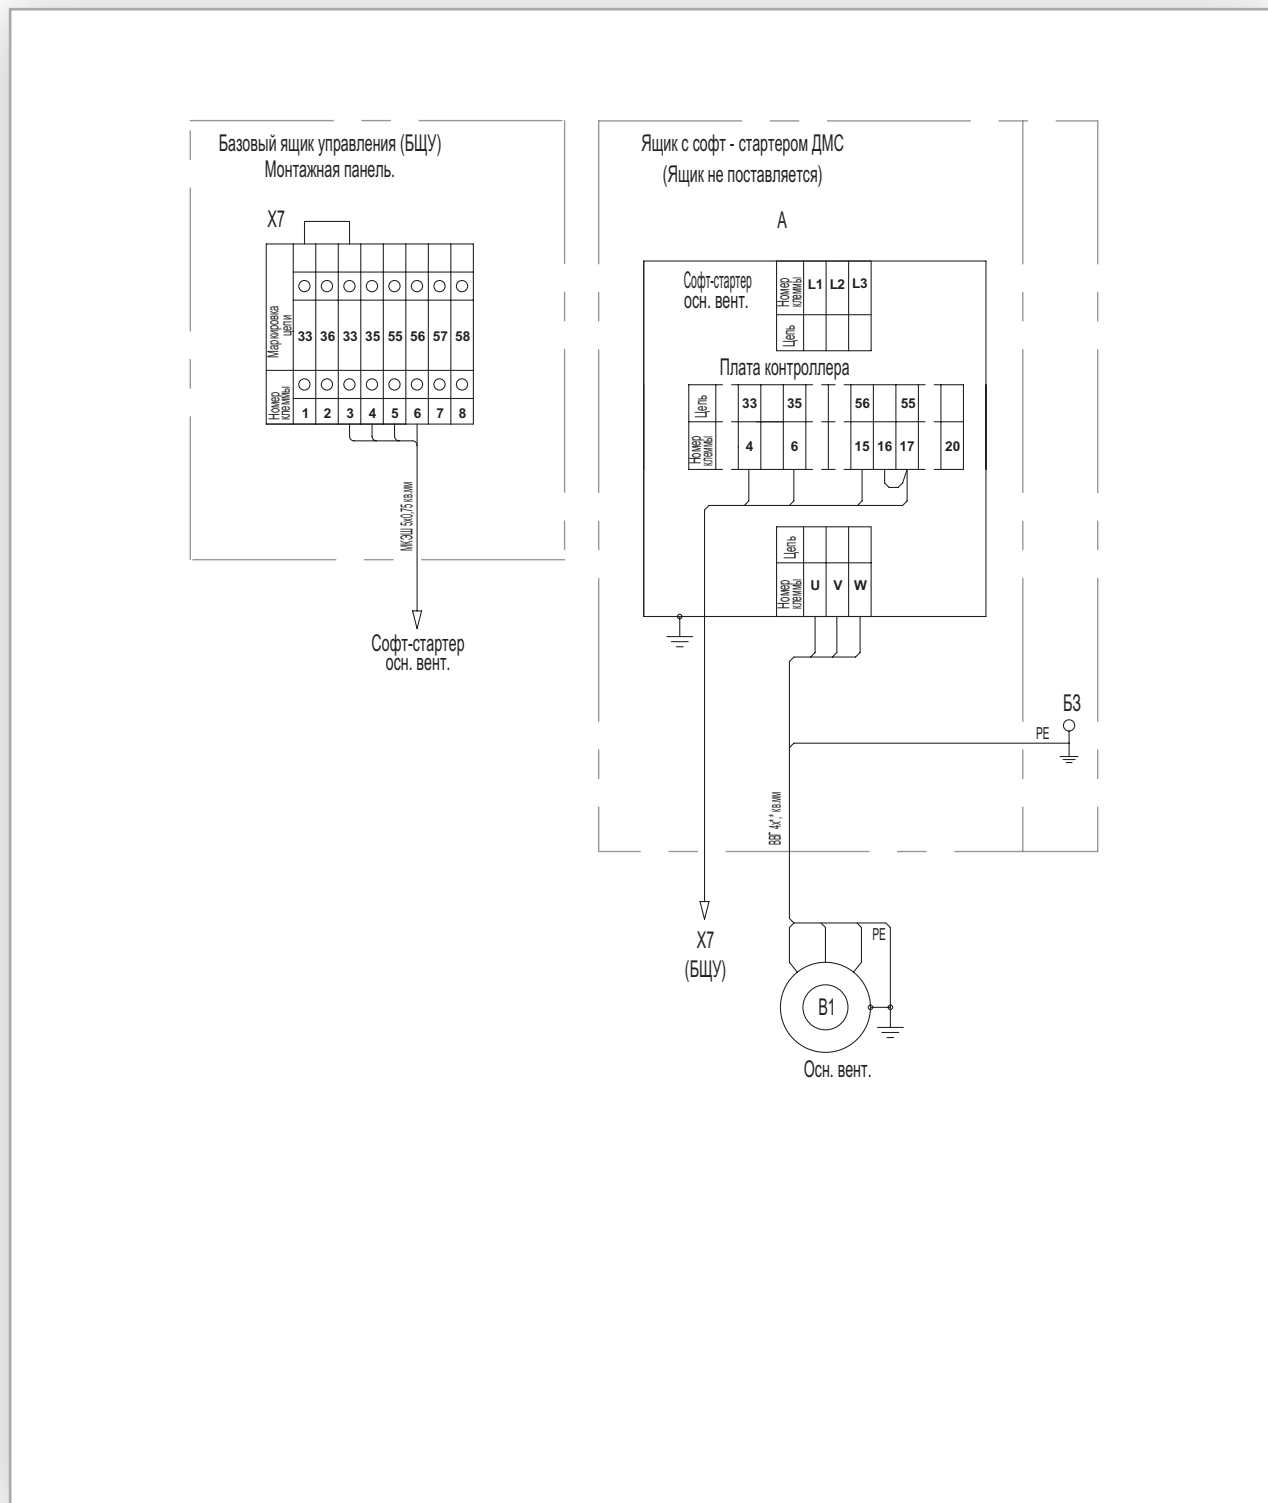 Базовый ящик управления (БЩУ)
Монтажная панель.
X7
Маркировка цепи
33 36 33 35 55 56 57 58
Номер клеммы
1 2 3 4 5 6 7 8
МКЭШ 5х0,75 кв.мм
Софт-стартер
осн. вент.
Ящик с софт - стартером ДМС
(Ящик не поставляется)
А
Софт-стартер
осн. вент.
Номер клеммы
L1 L2 L3
Цепь
Плата контроллера
Цепь
33 35 56 55
Номер клеммы
4 6 15 16 17 20
Цепь
Номер клеммы
U V W
Б3
PE
ВВГ 4х*,* кв.мм
X7
(БЩУ)
PE
В1
Осн. вент.